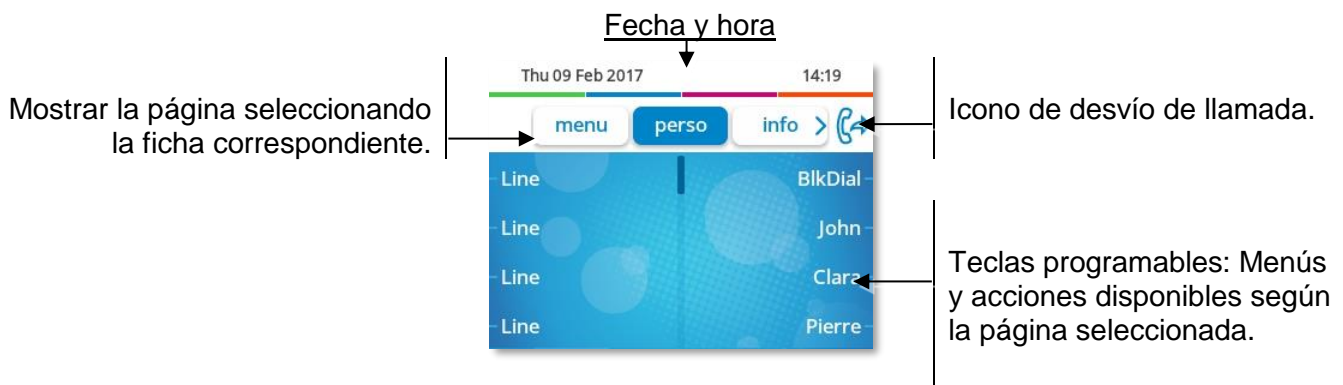 Fecha y hora
Thu 09 Feb 2017 14:19
Mostrar la página seleccionando
la ficha correspondiente.
menu perso info >
Icono de desvío de llamada.
Line BlkDial
Line John
Line Clara
Line Pierre
Teclas programables: Menús
y acciones disponibles según
la página seleccionada.